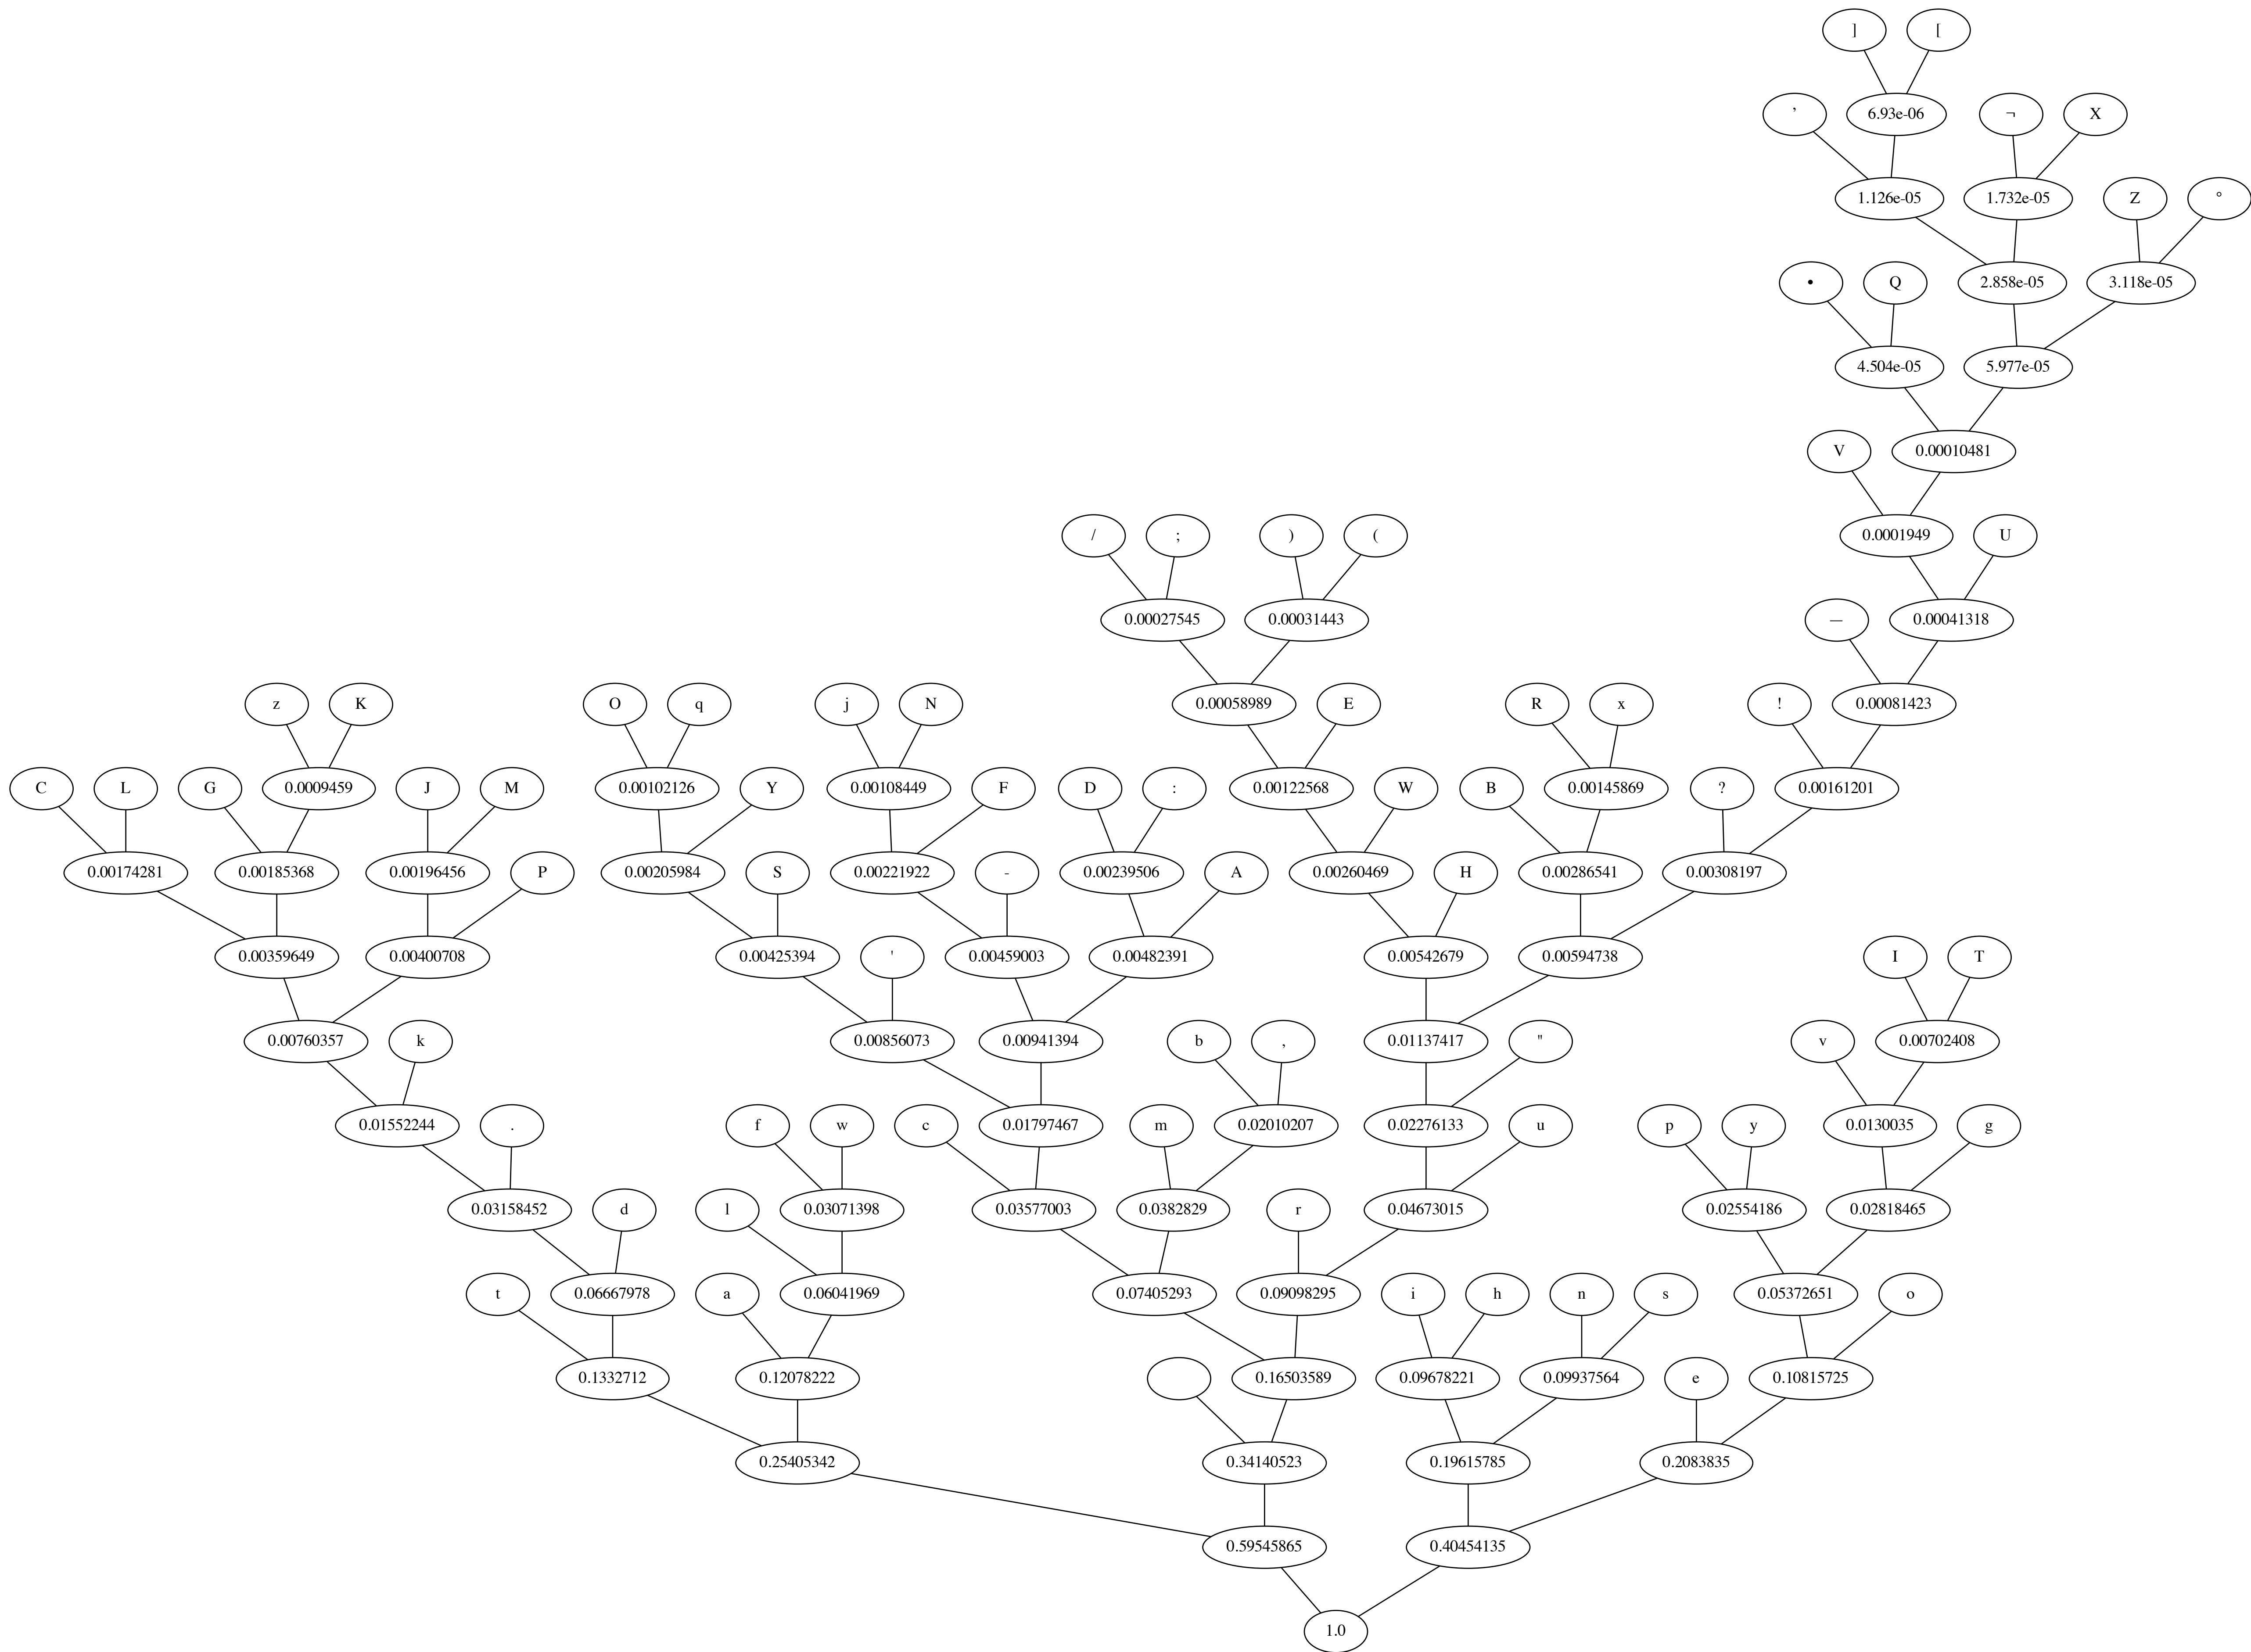 ] [
’ 6.93e-06 ¬ X
1.126e-05 1.732e-05 Z °
• Q 2.858e-05 3.118e-05
4.504e-05 5.977e-05
V 0.00010481
/ ; ) ( 0.0001949 U
0.00027545 0.00031443 — 0.00041318
z K O q j N 0.00058989 E R x ! 0.00081423
C L G 0.0009459 J M 0.00102126 Y 0.00108449 F D : 0.00122568 W B 0.00145869 ? 0.00161201
0.00174281 0.00185368 0.00196456 P 0.00205984 S 0.00221922 - 0.00239506 A 0.00260469 H 0.00286541 0.00308197
0.00359649 0.00400708 0.00425394 ' 0.00459003 0.00482391 0.00542679 0.00594738 I T
0.00760357 k 0.00856073 0.00941394 b , 0.01137417 " v 0.00702408
0.01552244 . f w c 0.01797467 m 0.02010207 0.02276133 u p y 0.0130035 g
0.03158452 d l 0.03071398 0.03577003 0.0382829 r 0.04673015 0.02554186 0.02818465
t 0.06667978 a 0.06041969 0.07405293 0.09098295 i h n s 0.05372651 o
0.1332712 0.12078222 0.16503589 0.09678221 0.09937564 e 0.10815725
0.25405342 0.34140523 0.19615785 0.2083835
0.59545865 0.40454135
1.0